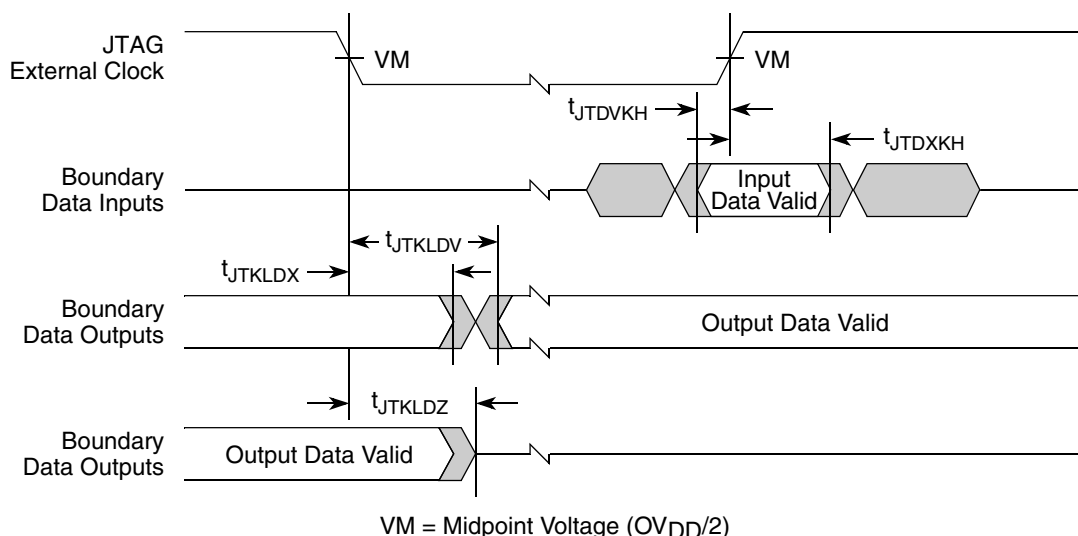 JTAG
External Clock
VM
VM
tJTDVKH
tJTDXKH
Boundary
Data Inputs
Input
Data Valid
tJTKLDV
tJTKLDX
Boundary
Data Outputs
Output Data Valid
tJTKLDZ
Boundary
Data Outputs
Output Data Valid
VM = Midpoint Voltage (OVDD/2)